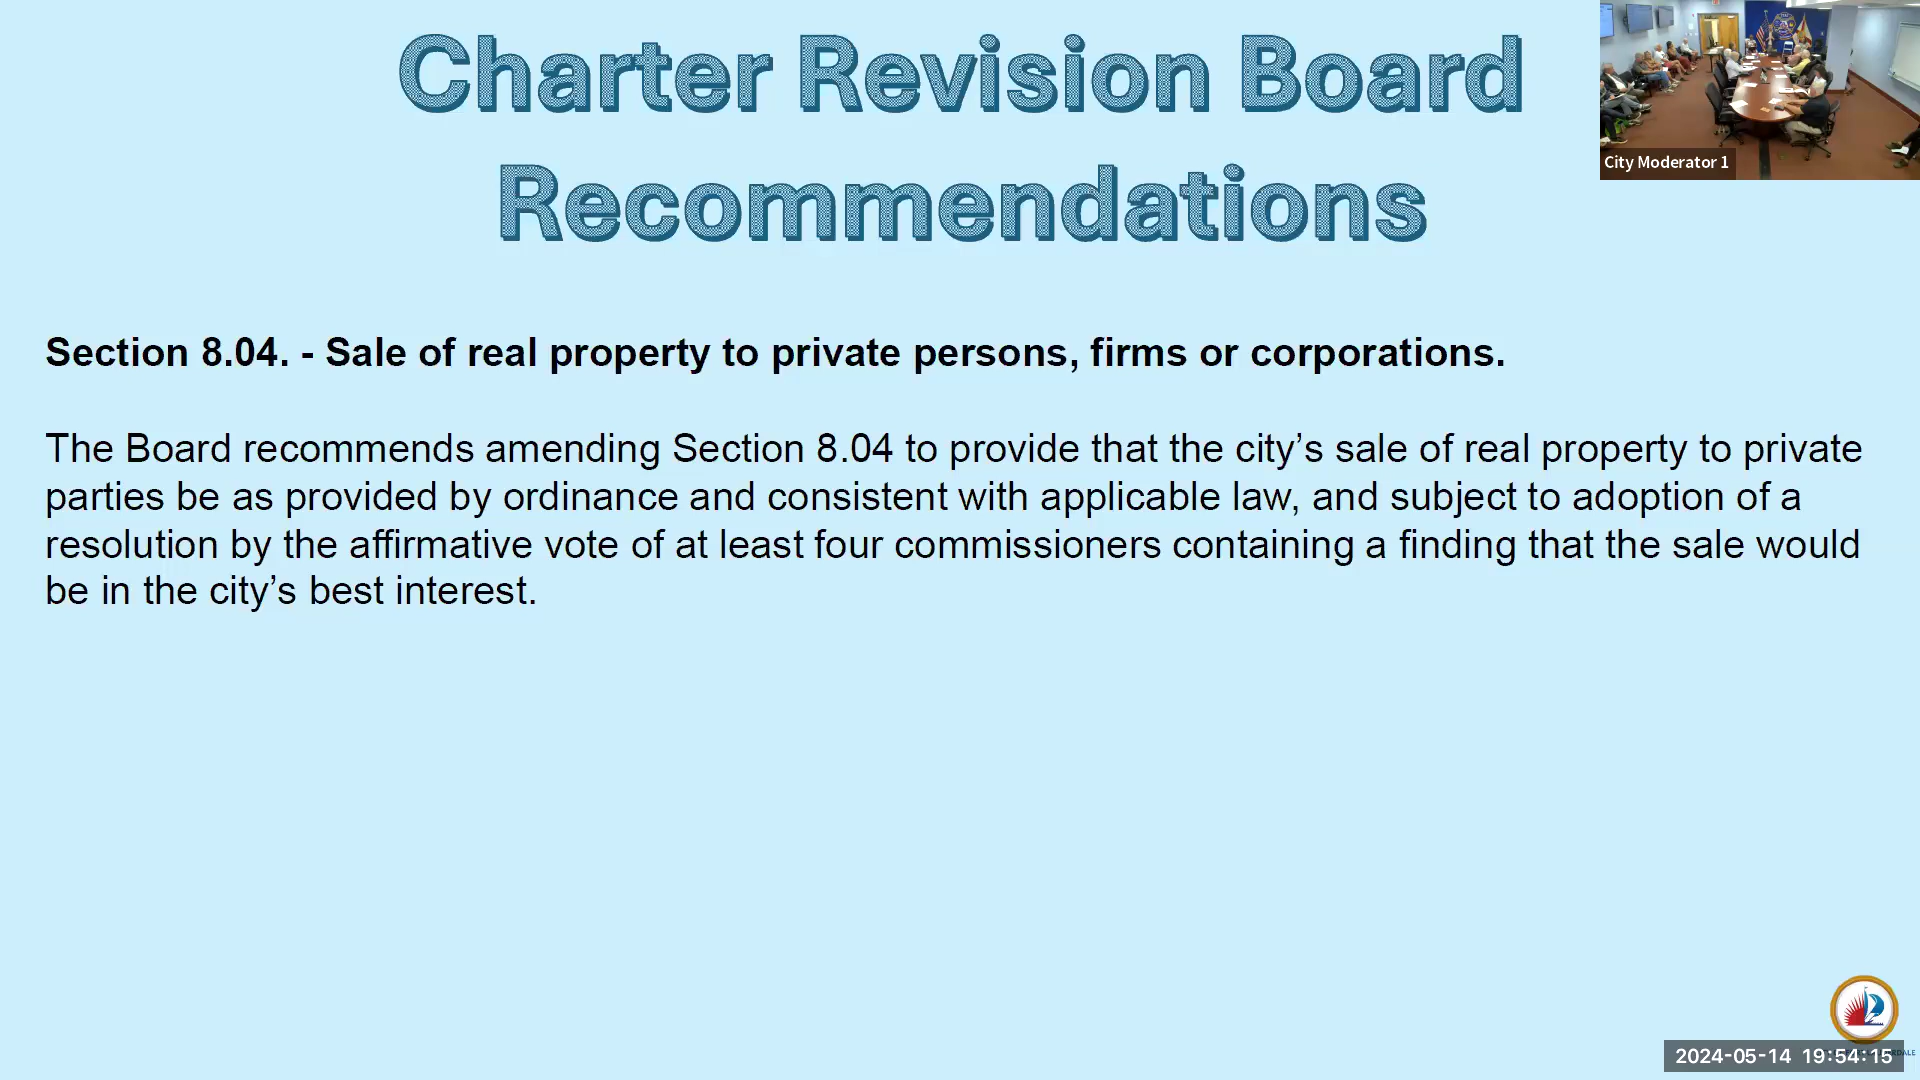 Charter Revision Board
Recommendations
City Moderator 1
Section 8.04. - Sale of real property to private persons, firms or corporations.
The Board recommends amending Section 8.04 to provide that the city’s sale of real property to private
parties be as provided by ordinance and consistent with applicable law, and subject to adoption of a
resolution by the affirmative vote of at least four commissioners containing a finding that the sale would
be in the city’s best interest.
2024-05-14 19:54:15